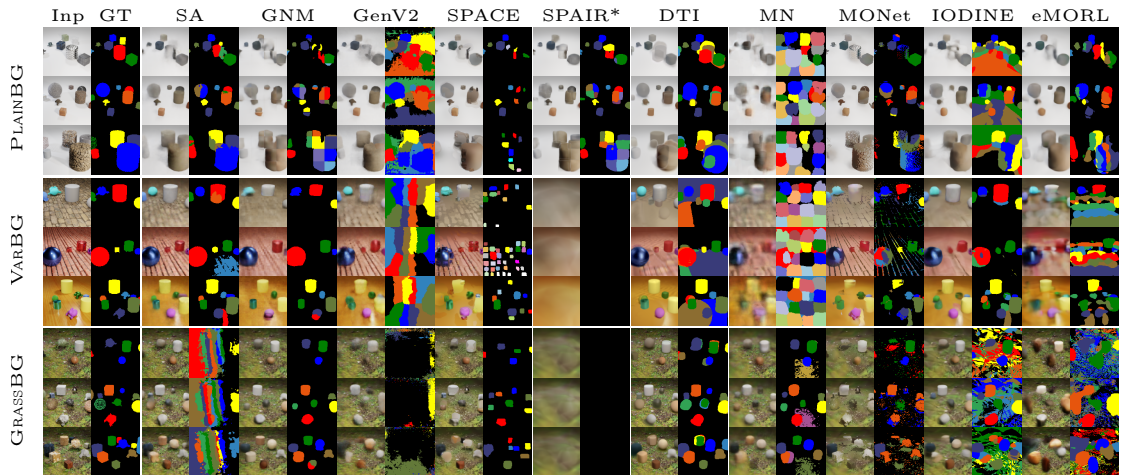 Inp GT SA GNM GenV2 SPACE SPAIR* DTI MN MONet IODINE eMORL
PLAINBG
VARBG
GRASSBG